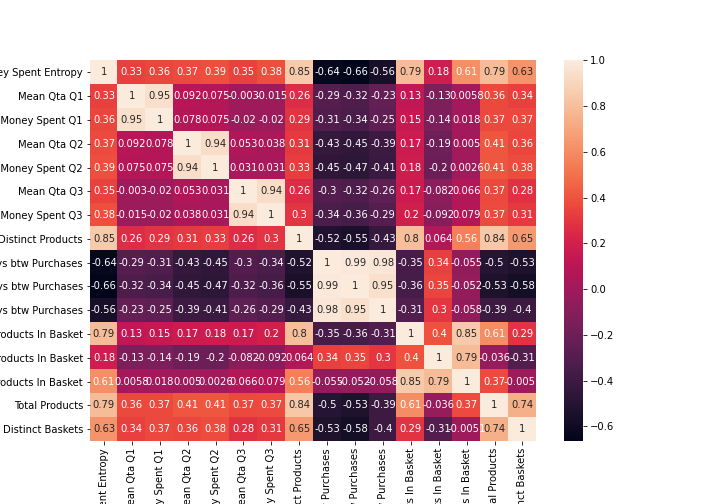 ey Spent Entropy 1 0.33 0.36 0.37 0.39 0.35 0.38 0.85 -0.64 -0.66 -0.56 0.79 0.18 0.61 0.79 0.63
Mean Qta Q1 0.33 1 0.95 0.092 0.075 -0.003 -0.015 0.26 -0.29 -0.32 -0.23 0.13 -0.13 0.0058 0.36 0.34
Money Spent Q1 0.36 0.95 1 0.078 0.075 -0.02 -0.02 0.29 -0.31 -0.34 -0.25 0.15 -0.14 0.018 0.37 0.37
Mean Qta Q2 0.37 0.092 0.078 1 0.94 0.053 0.038 0.31 -0.43 -0.45 -0.39 0.17 -0.19 0.005 0.41 0.36
Money Spent Q2 0.39 0.075 0.075 0.94 1 0.031 0.031 0.33 -0.45 -0.47 -0.41 0.18 -0.2 0.0026 0.41 0.38
Mean Qta Q3 0.35 -0.003 -0.02 0.053 0.031 1 0.94 0.26 -0.3 -0.32 -0.26 0.17 -0.082 0.066 0.37 0.28
Money Spent Q3 0.38 -0.015 -0.02 0.038 0.031 0.94 1 0.3 -0.34 -0.36 -0.29 0.2 -0.092 0.079 0.37 0.31
Distinct Products 0.85 0.26 0.29 0.31 0.33 0.26 0.3 1 -0.52 -0.55 -0.43 0.8 0.064 0.56 0.84 0.65
ys btw Purchases -0.64 -0.29 -0.31 -0.43 -0.45 -0.3 -0.34 -0.52 1 0.99 0.98 -0.35 0.34 -0.055 -0.5 -0.53
ys btw Purchases -0.66 -0.32 -0.34 -0.45 -0.47 -0.32 -0.36 -0.55 0.99 1 0.95 -0.36 0.35 -0.052 -0.53 -0.58
ys btw Purchases -0.56 -0.23 -0.25 -0.39 -0.41 -0.26 -0.29 -0.43 0.98 0.95 1 -0.31 0.3 -0.058 -0.39 -0.4
roducts In Basket 0.79 0.13 0.15 0.17 0.18 0.17 0.2 0.8 -0.35 -0.36 -0.31 1 0.4 0.85 0.61 0.29
roducts In Basket 0.18 -0.13 -0.14 -0.19 -0.2 -0.082 -0.092 0.064 0.34 0.35 0.3 0.4 1 0.79 -0.036 -0.31
roducts In Basket 0.61 0.0058 0.018 0.005 0.0026 0.066 0.079 0.56 -0.055 -0.052 -0.058 0.85 0.79 1 0.37 -0.005
Total Products 0.79 0.36 0.37 0.41 0.41 0.37 0.37 0.84 -0.5 -0.53 -0.39 0.61 -0.036 0.37 1 0.74
Distinct Baskets 0.63 0.34 0.37 0.36 0.38 0.28 0.31 0.65 -0.53 -0.58 -0.4 0.29 -0.31 -0.005 0.74 1
ent Entropy
ean Qta Q1
y Spent Q1
ean Qta Q2
y Spent Q2
ean Qta Q3
y Spent Q3
ct Products
Purchases
Purchases
Purchases
s In Basket
s In Basket
s In Basket
al Products
nct Baskets
1.0
0.8
0.6
0.4
0.2
0.0
−0.2
−0.4
−0.6